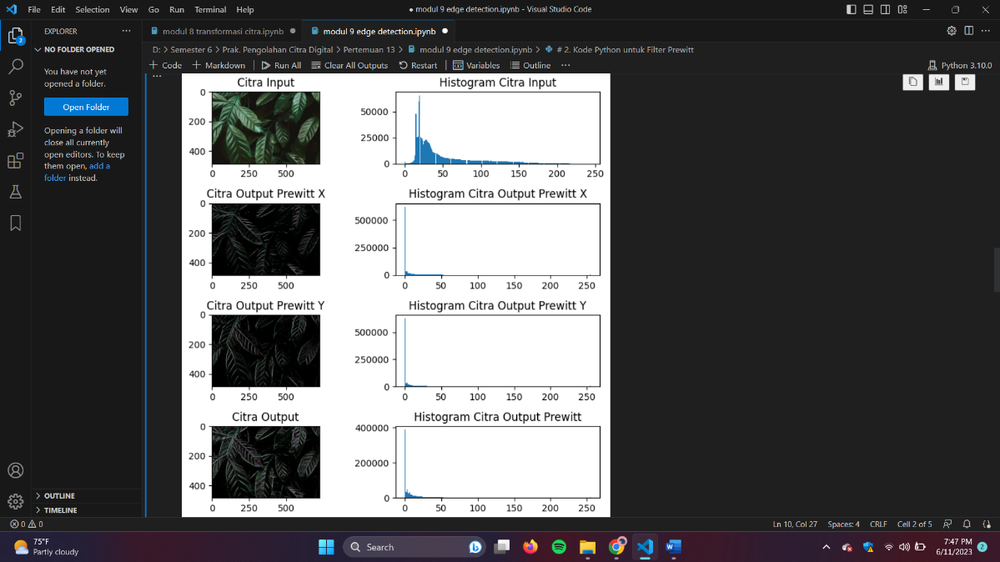 File Edit Selection View Go Run Terminal Help
● modul 9 edge detection.ipynb - Visual Studio Code
EXPLORER
NO FOLDER OPENED
You have not yet
opened a folder.
Open Folder
Opening a folder will
close all currently
open editors. To keep
them open, add a
folder instead.
OUTLINE
TIMELINE
modul 8 transformasi citra.ipynb ●
modul 9 edge detection.ipynb ●
D: > Semester 6 > Prak. Pengolahan Citra Digital > Pertemuan 13 > modul 9 edge detection.ipynb > # 2. Kode Python untuk Filter Prewitt
+ Code + Markdown Run All Clear All Outputs Restart Variables Outline ···
Python 3.10.0
Citra Input
0
200
400
0 250 500
Histogram Citra Input
50000
25000
0
0 50 100 150 200 250
Citra Output Prewitt X
0
200
400
0 250 500
Histogram Citra Output Prewitt X
500000
250000
0
0 50 100 150 200 250
Citra Output Prewitt Y
0
200
400
0 250 500
Histogram Citra Output Prewitt Y
500000
250000
0
0 50 100 150 200 250
Citra Output
0
200
400
0 250 500
Histogram Citra Output Prewitt
400000
200000
0
0 50 100 150 200 250
0 0
Ln 10, Col 27 Spaces: 4 CRLF Cell 2 of 5
75°F
Partly cloudy
Search
7:47 PM
6/11/2023
2
2